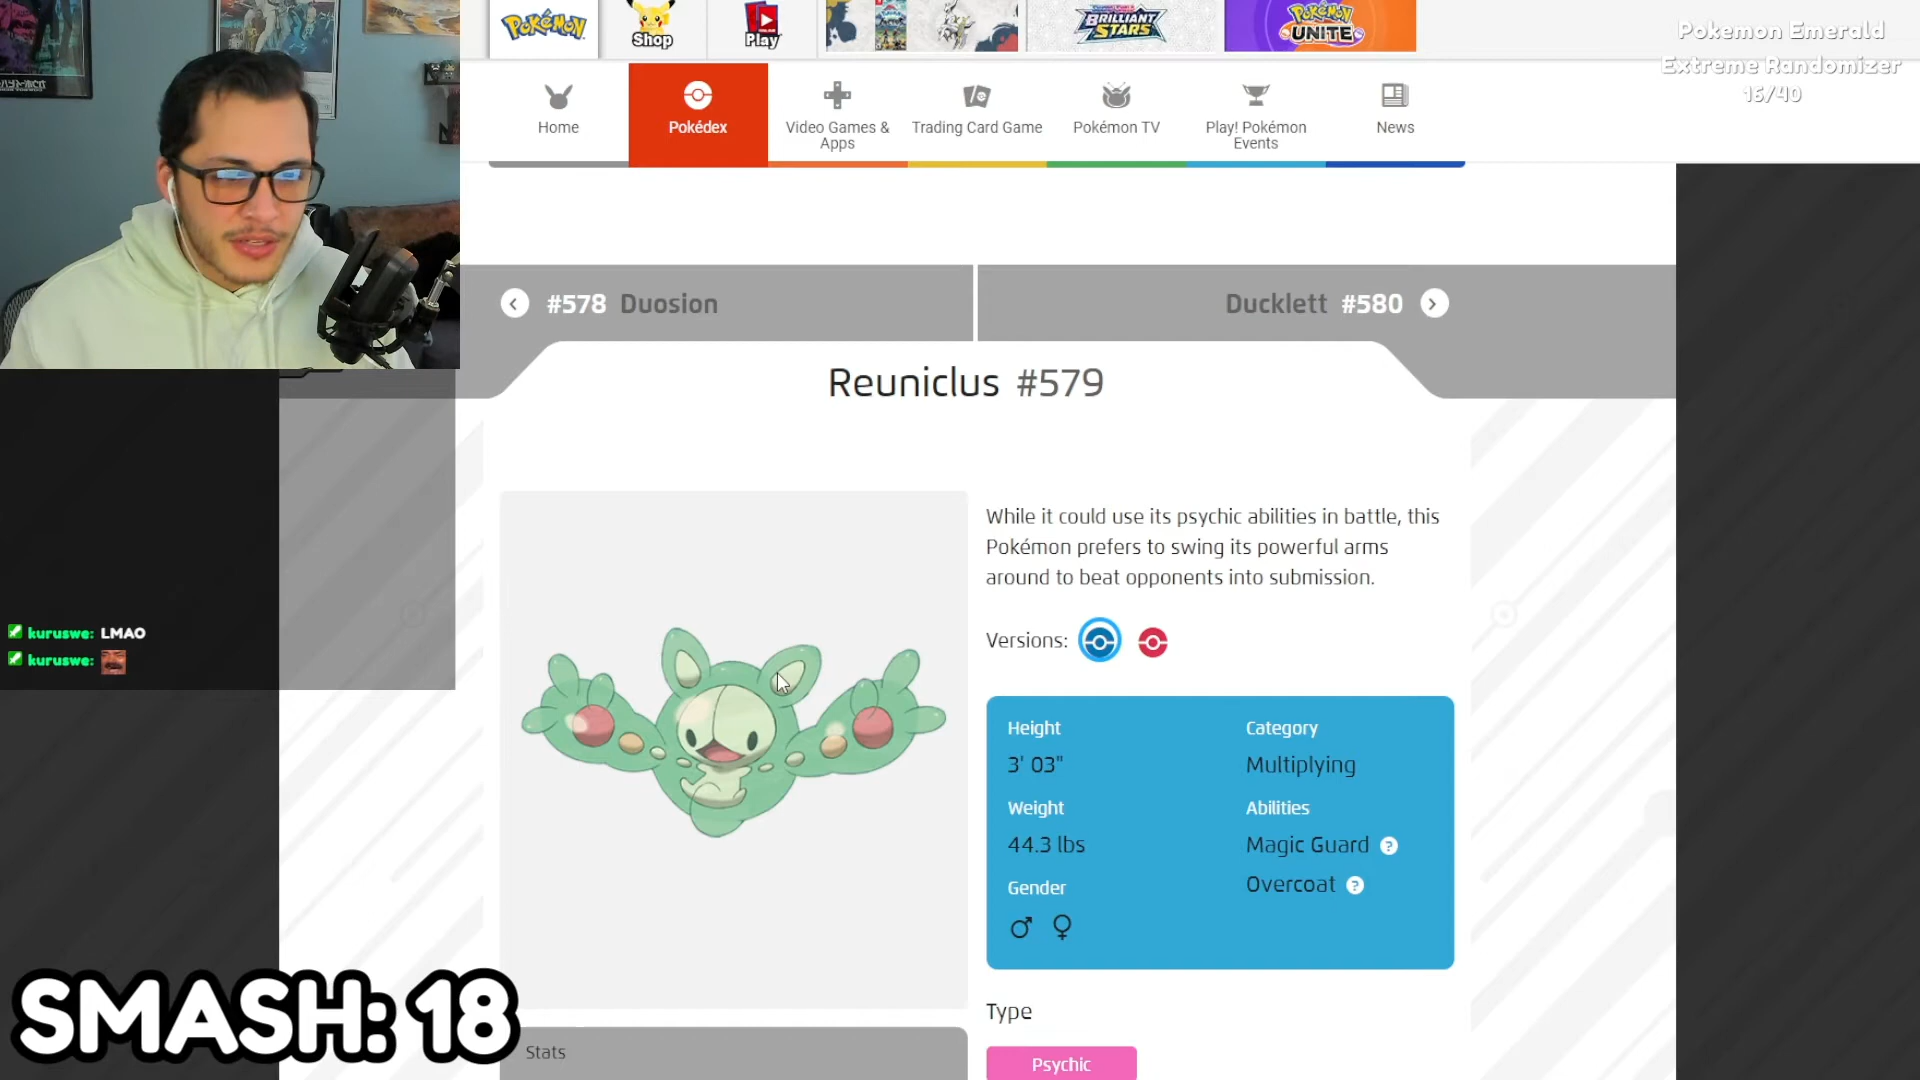 Pokémon
Shop
Play
BRILLIANT STARS
POKÉMON UNITE
Pokemon Emerald
Extreme Randomizer
16/40
Home
Pokédex
Video Games & Apps
Trading Card Game
Pokémon TV
Play! Pokémon Events
News
#578 Duosion
Ducklett #580
Reuniclus #579
While it could use its psychic abilities in battle, this
Pokémon prefers to swing its powerful arms
around to beat opponents into submission.
Versions:
Height
3' 03"
Weight
44.3 lbs
Gender
Category
Multiplying
Abilities
Magic Guard ?
Overcoat ?
Type
Psychic
Stats
kuruswe: LMAO
kuruswe:
SMASH: 18